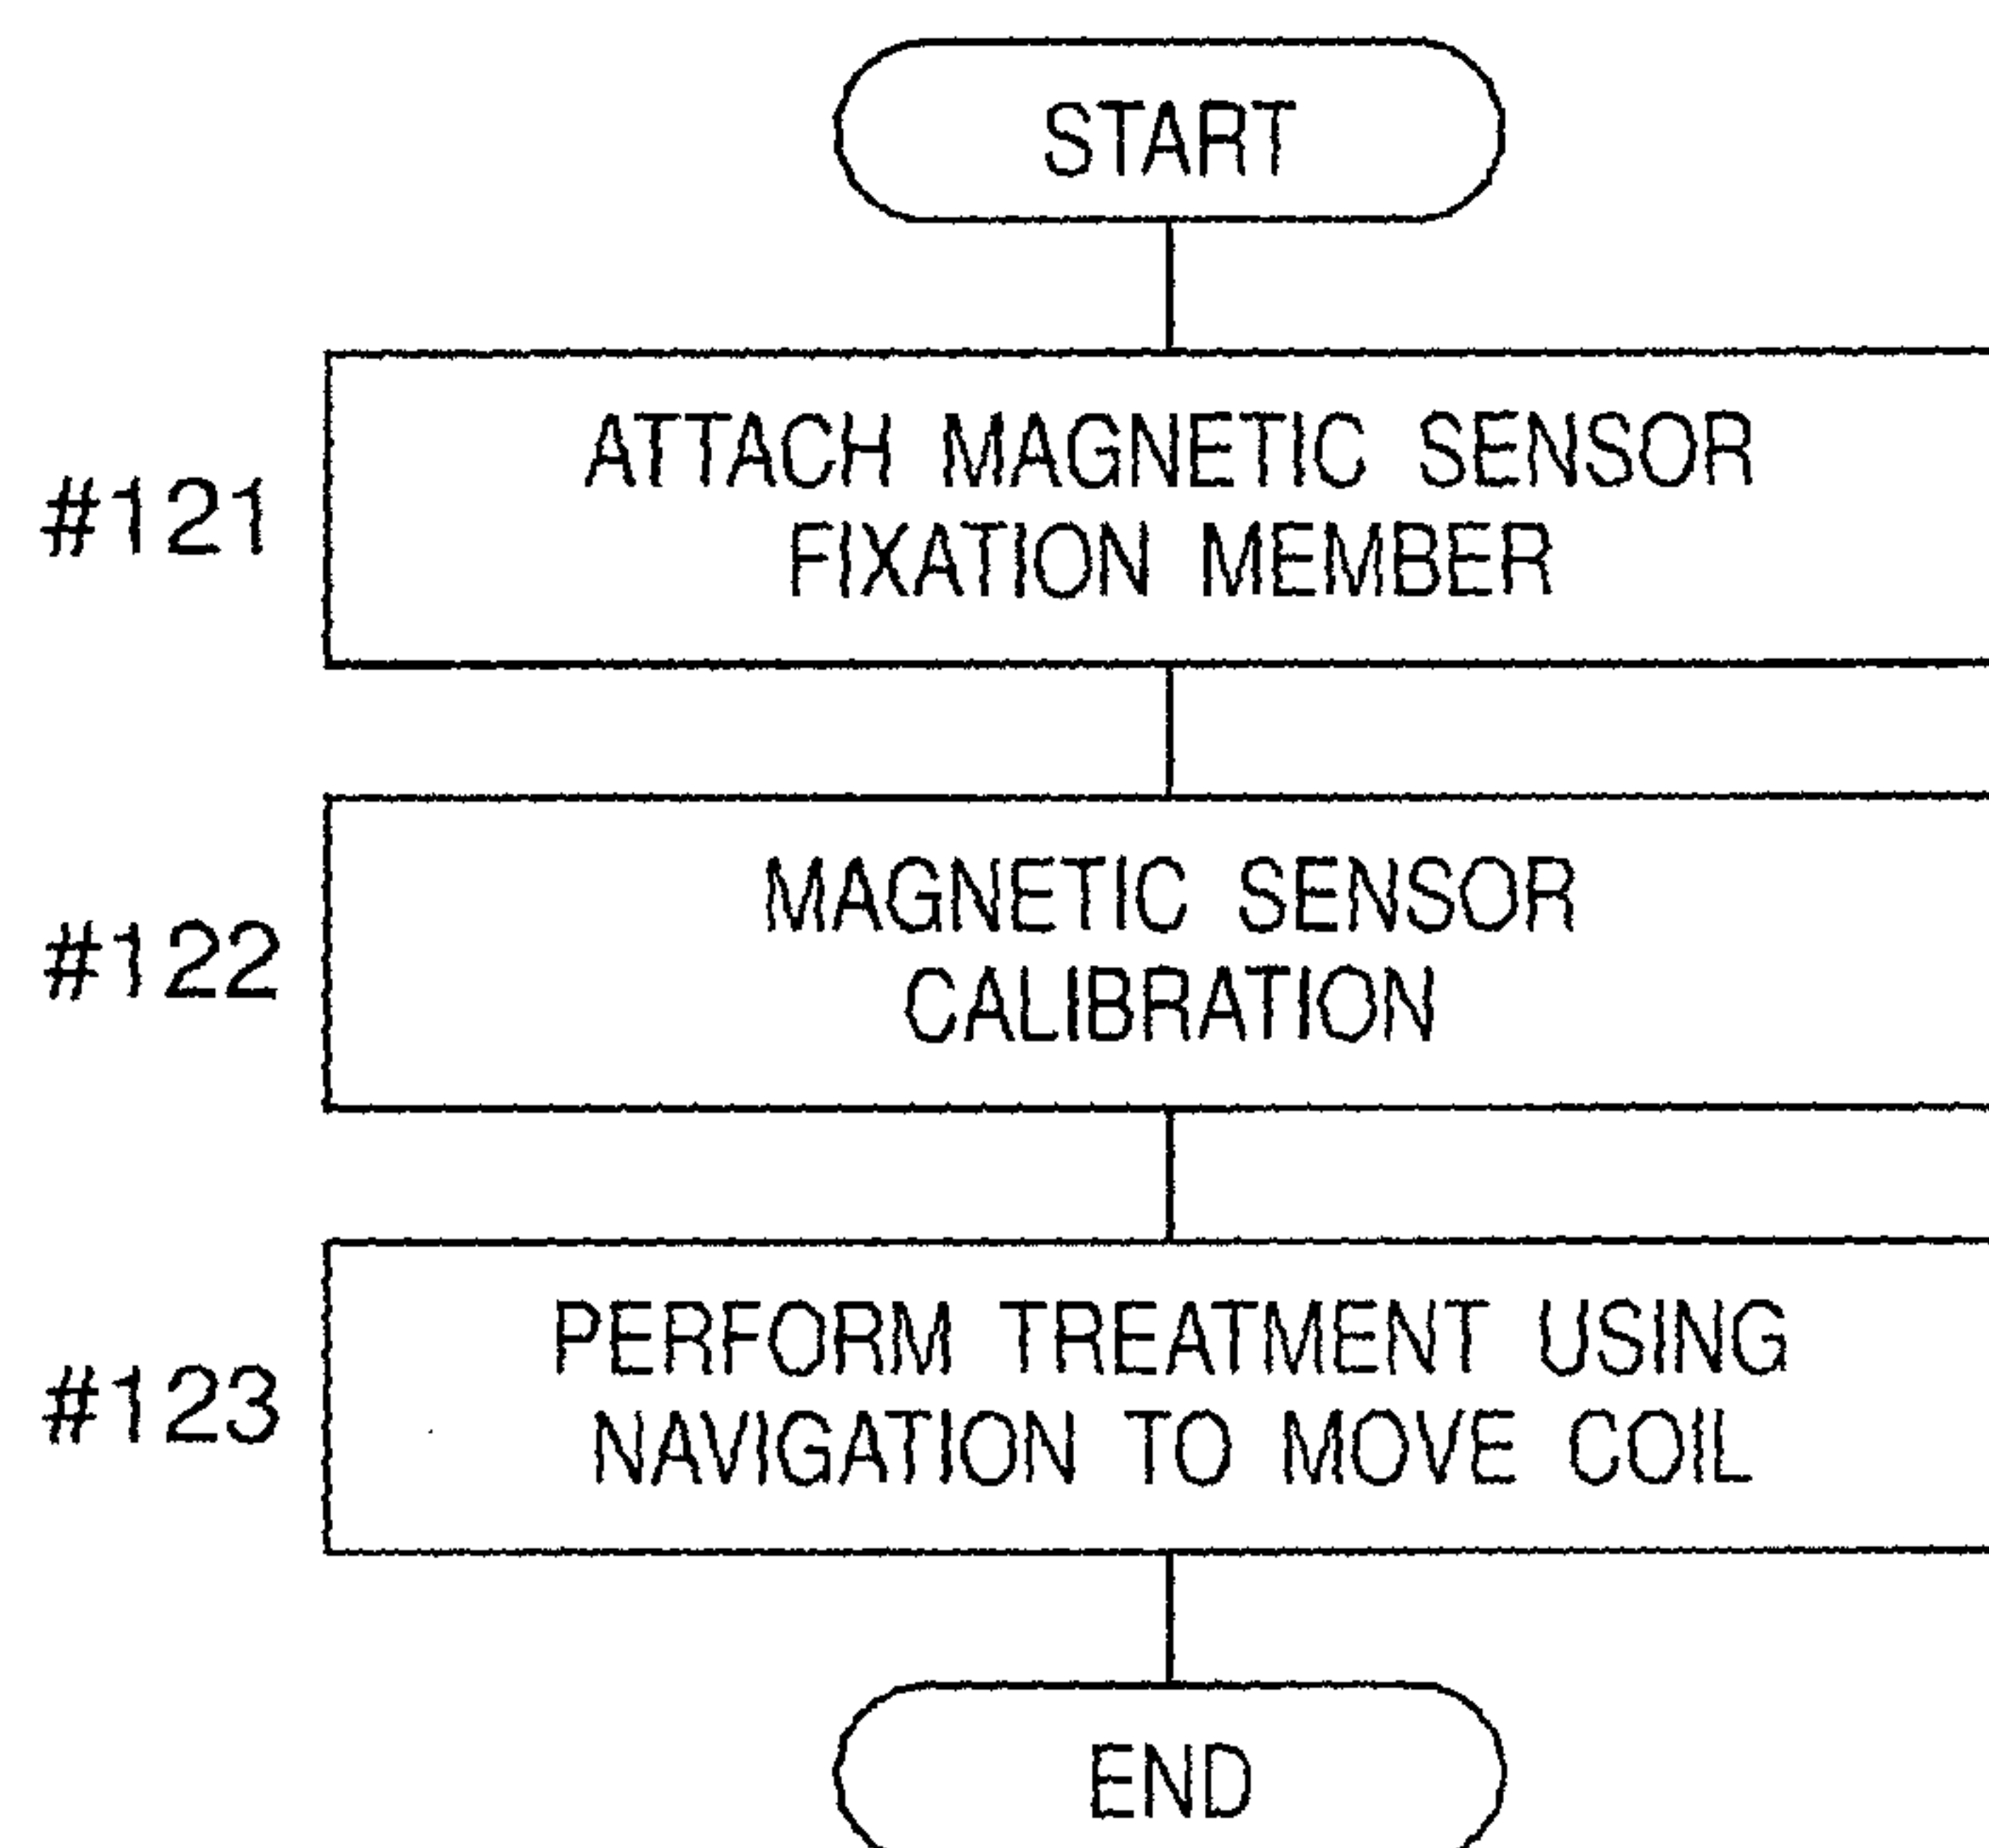 START
#121
ATTACH MAGNETIC SENSOR
FIXATION MEMBER
#122
MAGNETIC SENSOR
CALIBRATION
#123
PERFORM TREATMENT USING
NAVIGATION TO MOVE COIL
END